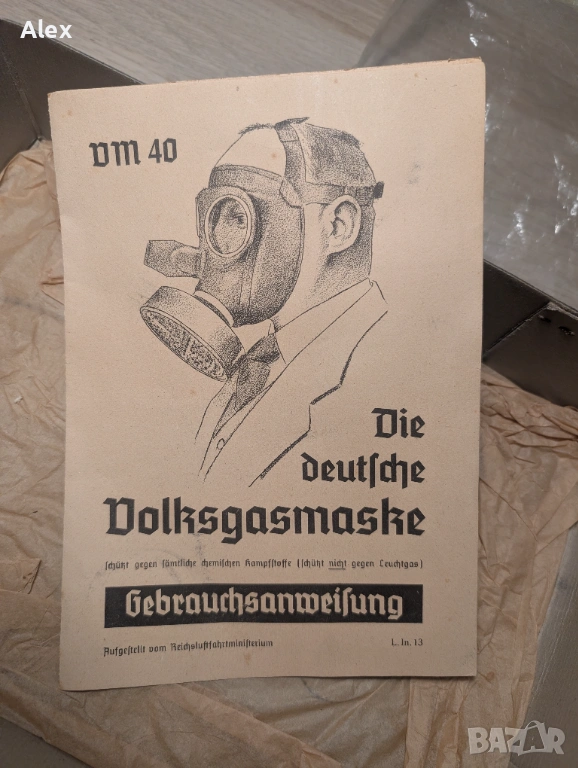 Alex
VM 40
Die
deutſche
Volksgasmaske
ſchützt gegen ſämtliche chemiſchen Kampfſtoffe (ſchützt nicht gegen Leuchtgas)
Gebrauchsanweiſung
Aufgeſtellt vom Reichsluftfahrtminiſterium
L. In. 13
BAZAR